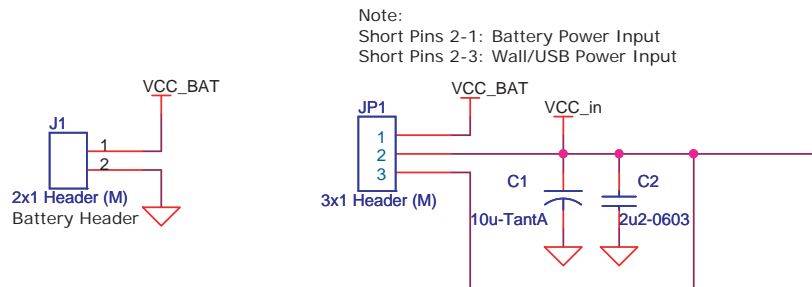 Note:
Short Pins 2-1: Battery Power Input
Short Pins 2-3: Wall/USB Power Input
VCC_BAT
J1
1
2
2x1 Header (M)
Battery Header
VCC_BAT
JP1
VCC_in
1
2
3
3x1 Header (M)
C1
10u-TantA
C2
2u2-0603